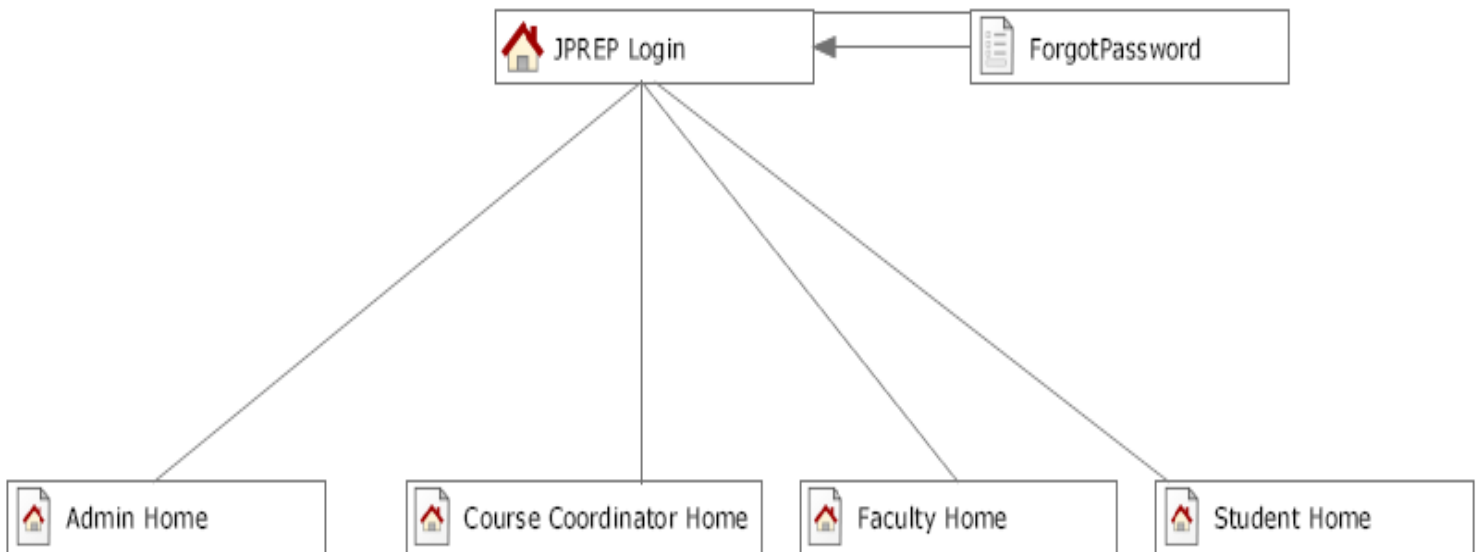 JPREP Login
ForgotPassword
Admin Home
Course Coordinator Home
Faculty Home
Student Home